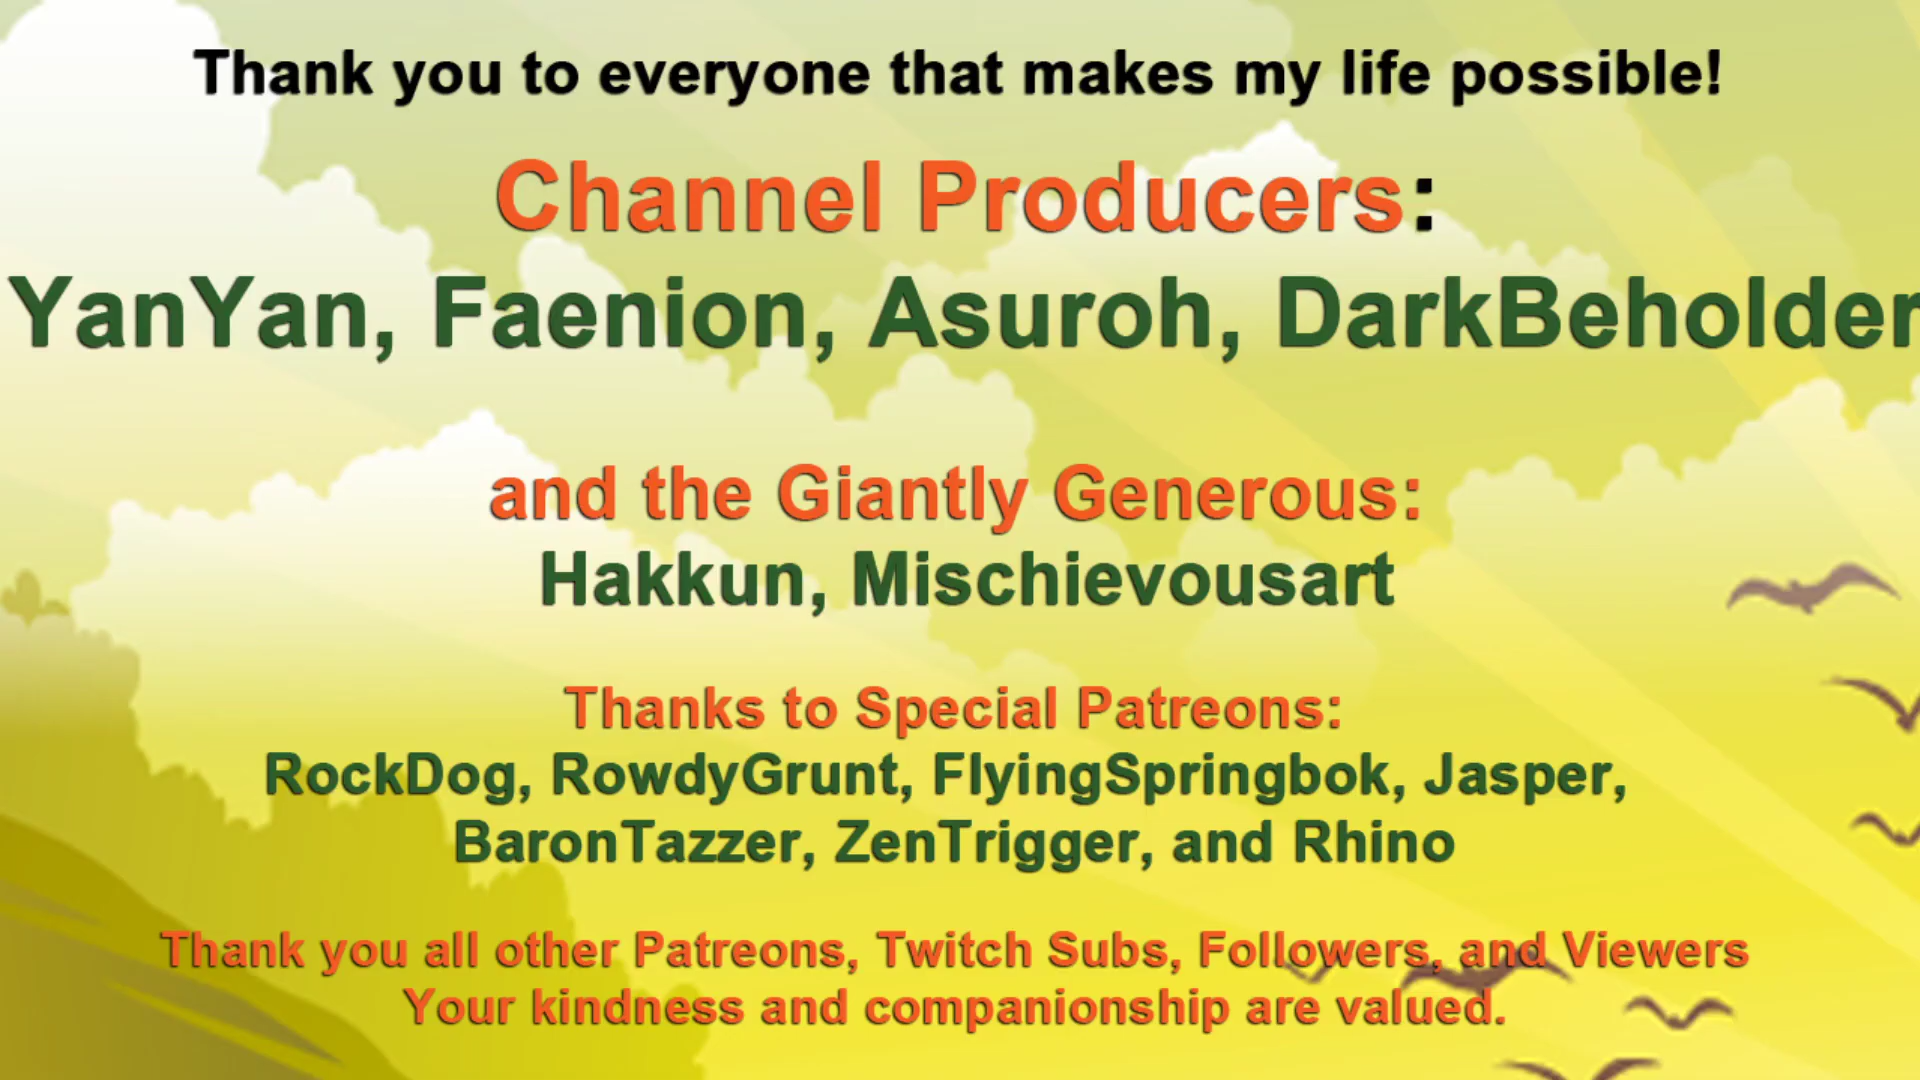 Thank you to everyone that makes my life possible!
Channel Producers:
YanYan, Faenion, Asuroh, DarkBeholder
and the Giantly Generous:
Hakkun, Mischievousart
Thanks to Special Patreons:
RockDog, RowdyGrunt, FlyingSpringbok, Jasper,
BaronTazzer, ZenTrigger, and Rhino
Thank you all other Patreons, Twitch Subs, Followers, and Viewers
Your kindness and companionship are valued.